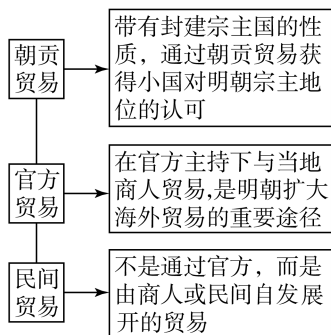 朝贡
贸易
带有封建宗主国的性
质，通过朝贡贸易获
得小国对明朝宗主地
位的认可
官方
贸易
在官方主持下与当地
商人贸易,是明朝扩大
海外贸易的重要途径
民间
贸易
不是通过官方，而是
由商人或民间自发展
开的贸易